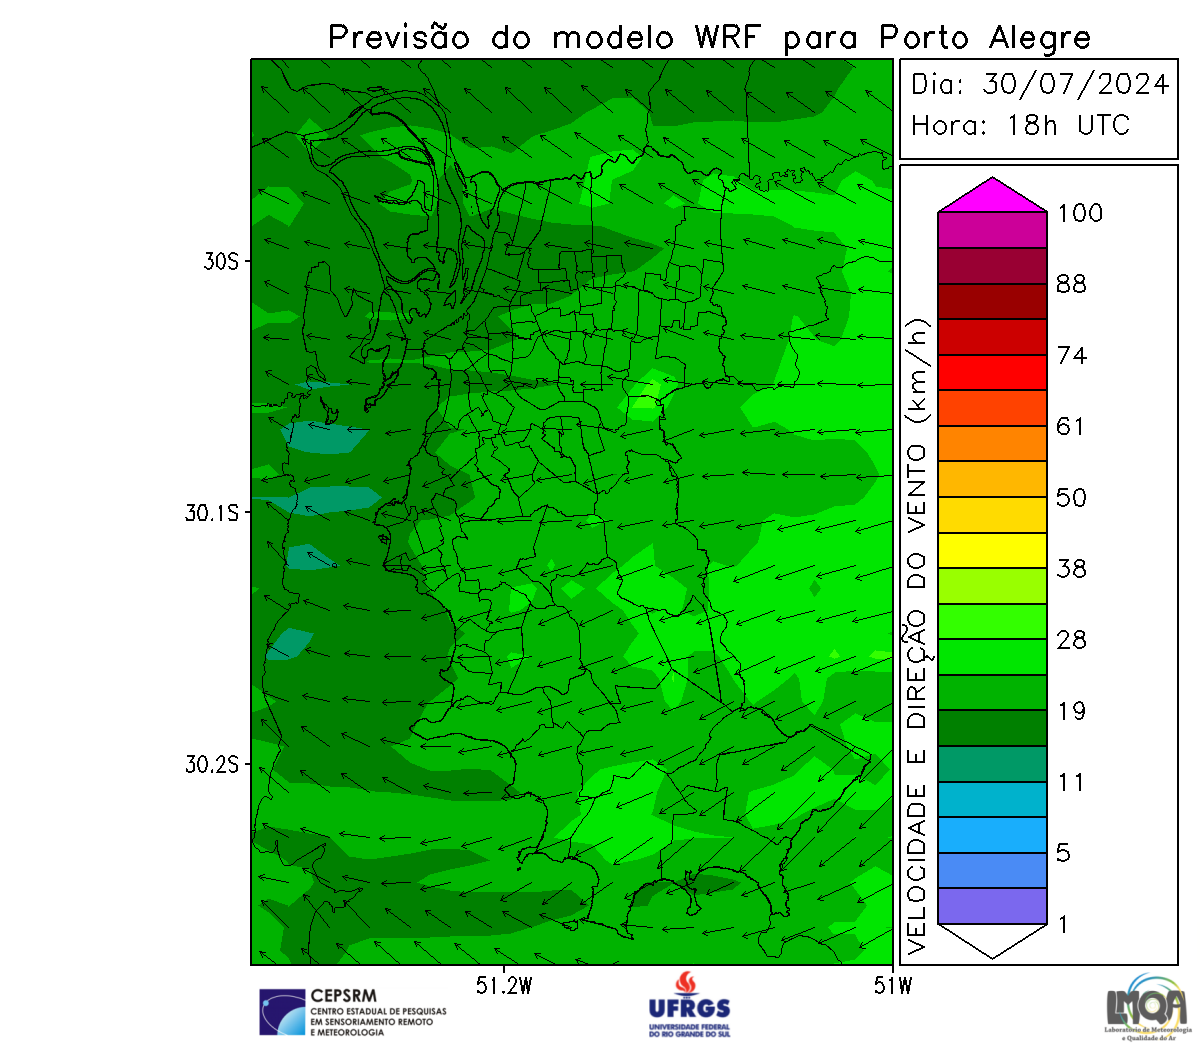 Previsão do modelo WRF para Porto Alegre
Dia: 30/07/2024
Hora: 18h UTC
30S
30.1S
30.2S
51.2W
51W
VELOCIDADE E DIREÇÃO DO VENTO (km/h)
100
88
74
61
50
38
28
19
11
5
1
CEPSRM
CENTRO ESTADUAL DE PESQUISAS
EM SENSORIAMENTO REMOTO
E METEOROLOGIA
UFRGS
UNIVERSIDADE FEDERAL
DO RIO GRANDE DO SUL
LMQA
Laboratório de Meteorologia
e Qualidade do Ar